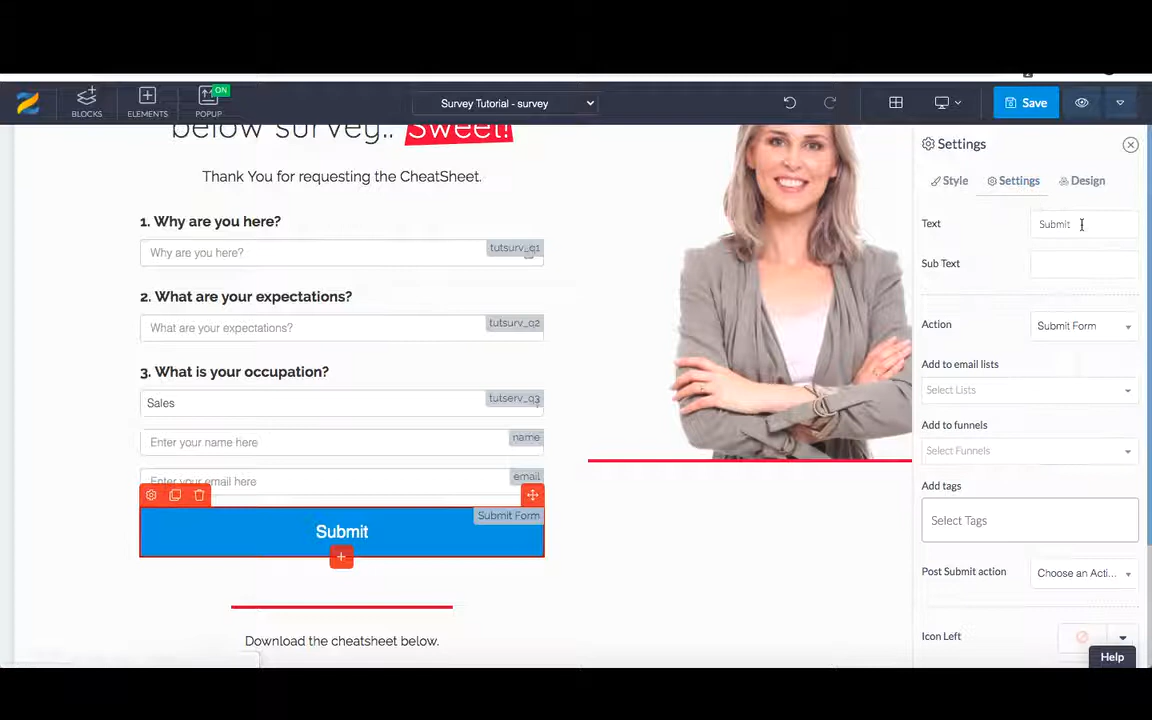 BLOCKS
ELEMENTS
ON
POPUP
Survey Tutorial - survey
Save
below survey.. Sweet!
Thank You for requesting the CheatSheet.
1. Why are you here?
Why are you here?
tutsurv_q1
2. What are your expectations?
What are your expectations?
tutsurv_q2
3. What is your occupation?
Sales
tutserv_q3
Enter your name here
name
Enter your email here
email
Submit Form
Submit
Download the cheatsheet below.
Settings
Style
Settings
Design
Text
Submit
Sub Text
Action
Submit Form
Add to email lists
Select Lists
Add to funnels
Select Funnels
Add tags
Select Tags
Post Submit action
Choose an Acti...
Icon Left
Help